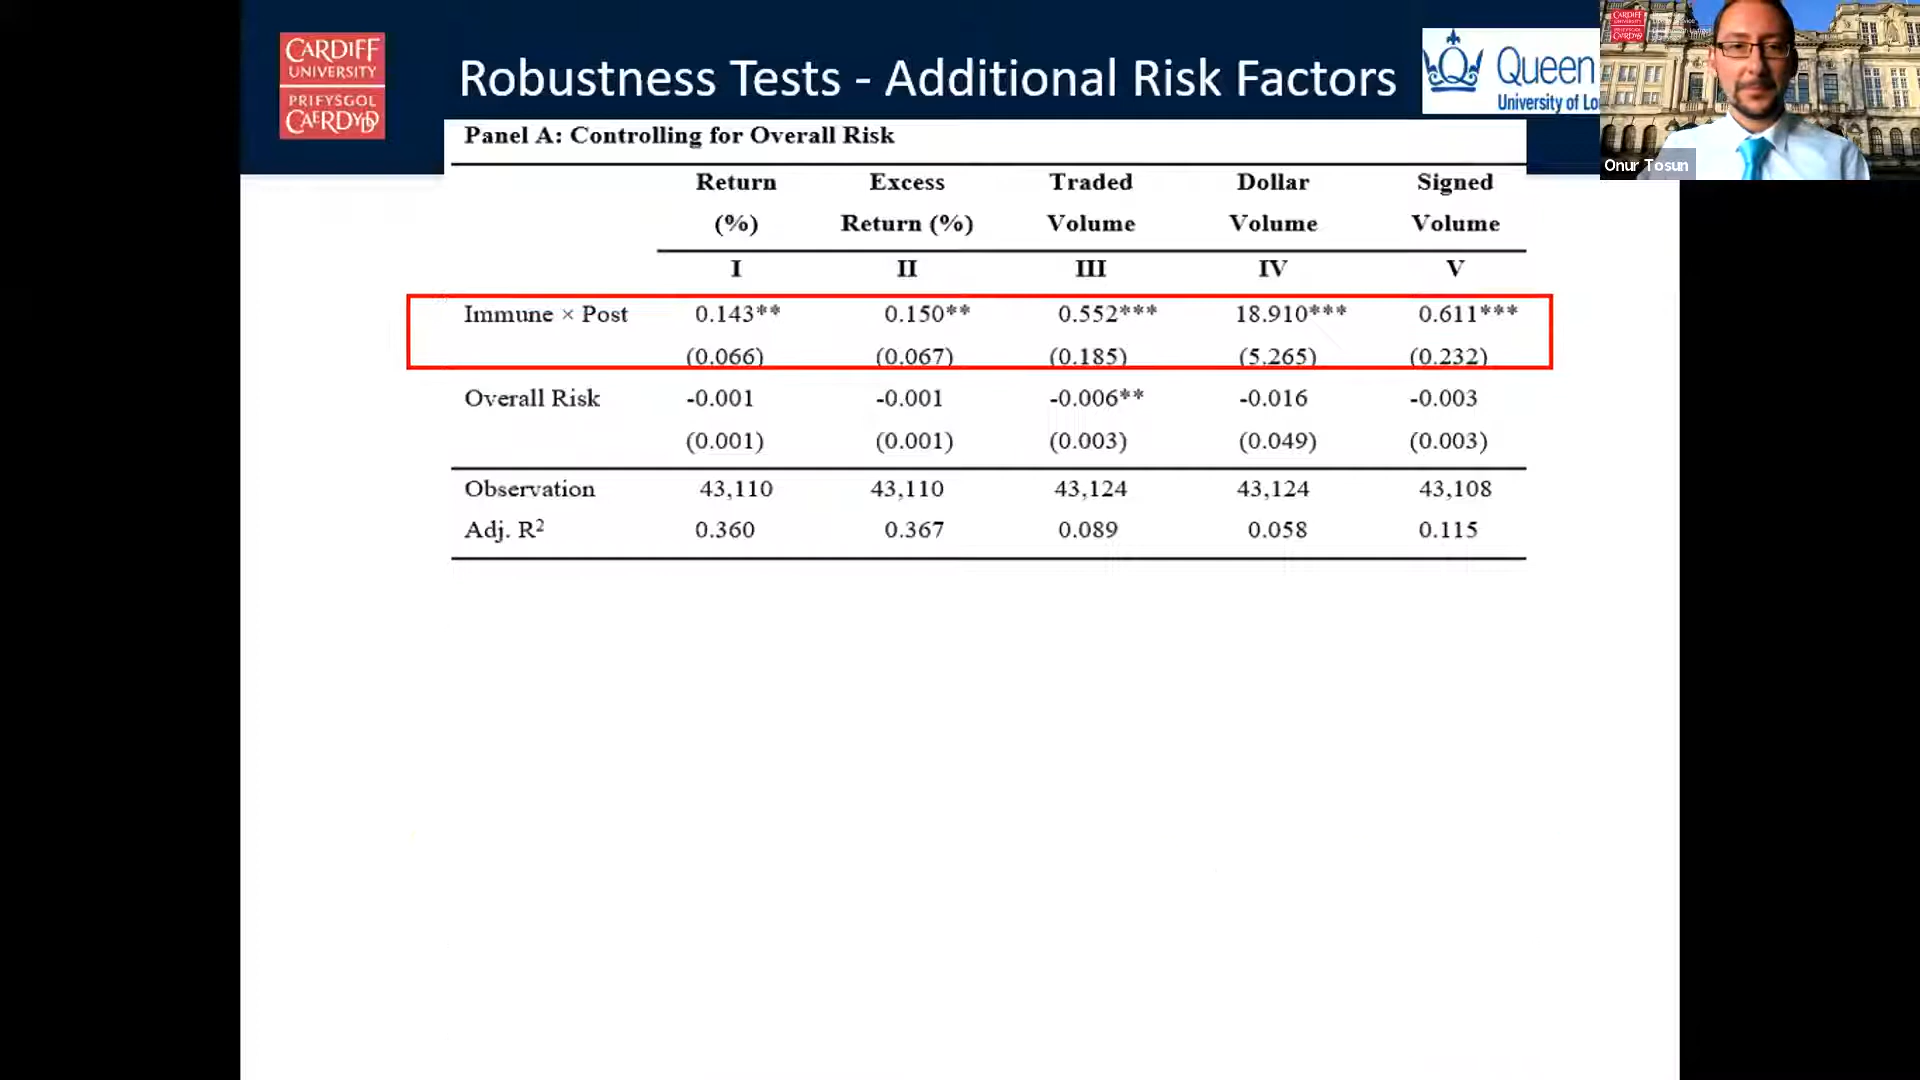 CARDIFF
UNIVERSITY
PRIFYSGOL
CAERDYDD
Robustness Tests - Additional Risk Factors
Queen
University of Lo
CARDIFF
UNIVERSITY
PRIFYSGOL
CAERDYDD
Onur Tosun
Panel A: Controlling for Overall Risk
Return Excess Traded Dollar Signed
(%) Return (%) Volume Volume Volume
I II III IV V
Immune × Post 0.143** 0.150** 0.552*** 18.910*** 0.611***
(0.066) (0.067) (0.185) (5.265) (0.232)
Overall Risk -0.001 -0.001 -0.006** -0.016 -0.003
(0.001) (0.001) (0.003) (0.049) (0.003)
Observation 43,110 43,110 43,124 43,124 43,108
Adj. R² 0.360 0.367 0.089 0.058 0.115